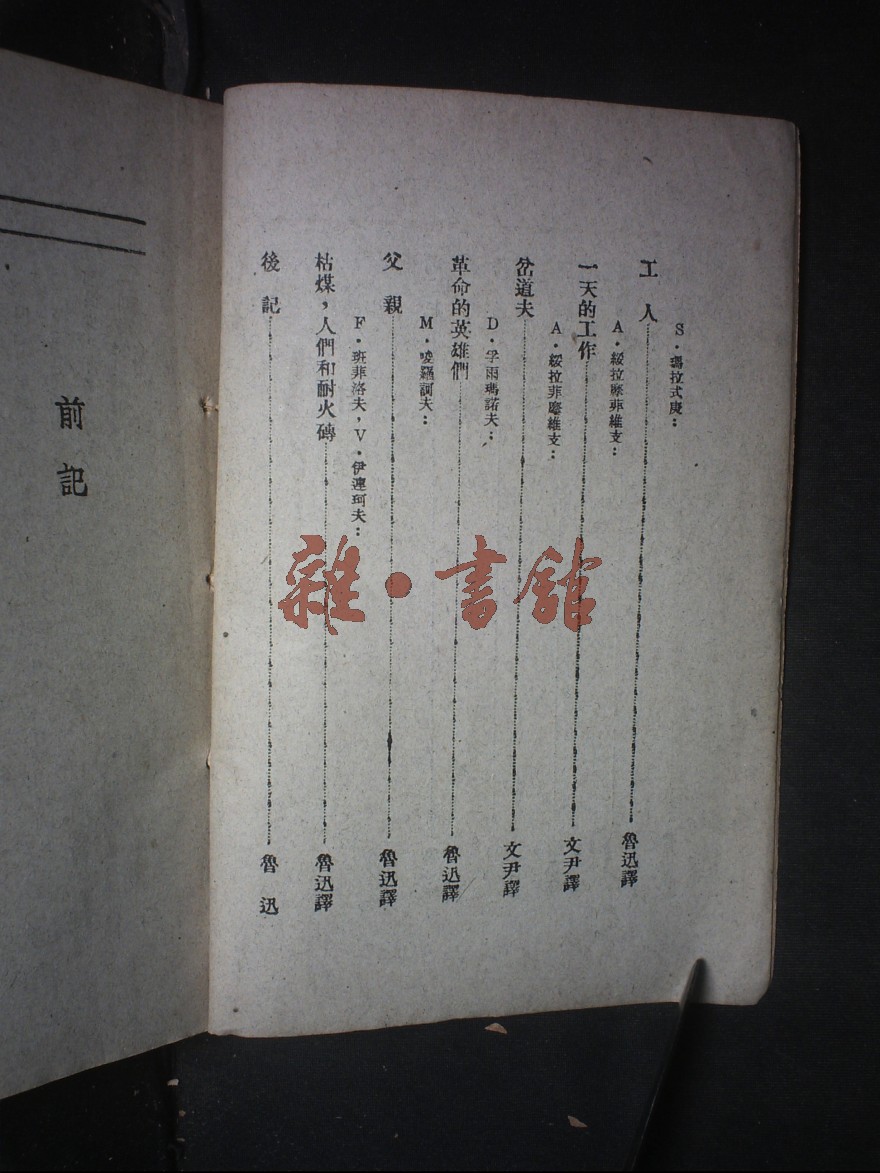 S・瑪拉式庚：
工人 魯迅譯
A・綏拉菲摩維支：
一天的工作 文尹譯
A・綏拉菲摩維支：
岔道夫 文尹譯
D・孚爾瑪諾夫：
革命的英雄們 魯迅譯
M・唆羅訶夫：
父親 魯迅譯
F・班菲洛夫，V・伊連珂夫：
枯煤，人們和耐火磚 魯迅譯
後記 魯迅
前記
雜・書館